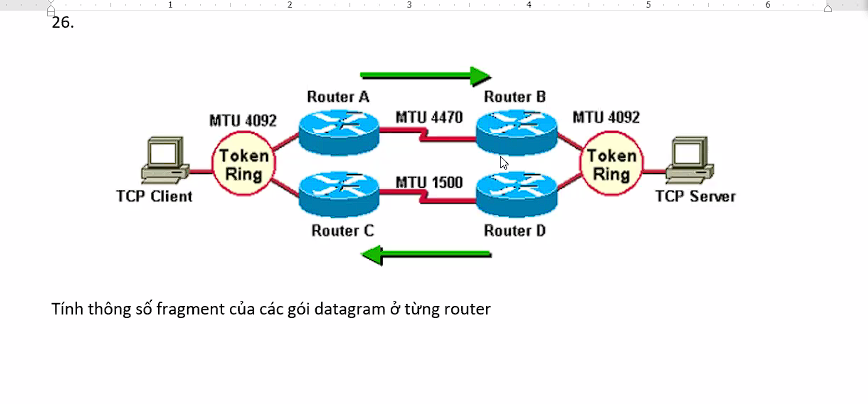 1 2 3 4 5 6
26.
Router A
Router B
MTU 4092
MTU 4470
MTU 4092
Token
Ring
Token
Ring
MTU 1500
TCP Client
TCP Server
Router C
Router D
Tính thông số fragment của các gói datagram ở từng router